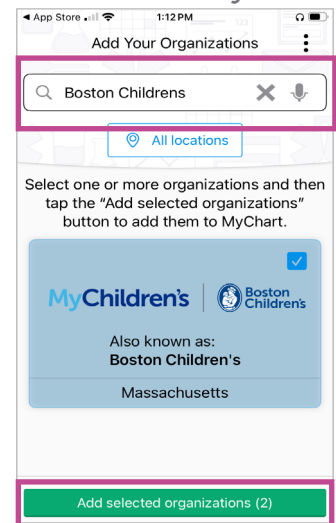 App Store 1:12 PM
Add Your Organizations
Boston Childrens
All locations
Select one or more organizations and then
tap the "Add selected organizations"
button to add them to MyChart.
MyChildren's Boston
Children's
Also known as:
Boston Children's
Massachusetts
Add selected organizations (2)